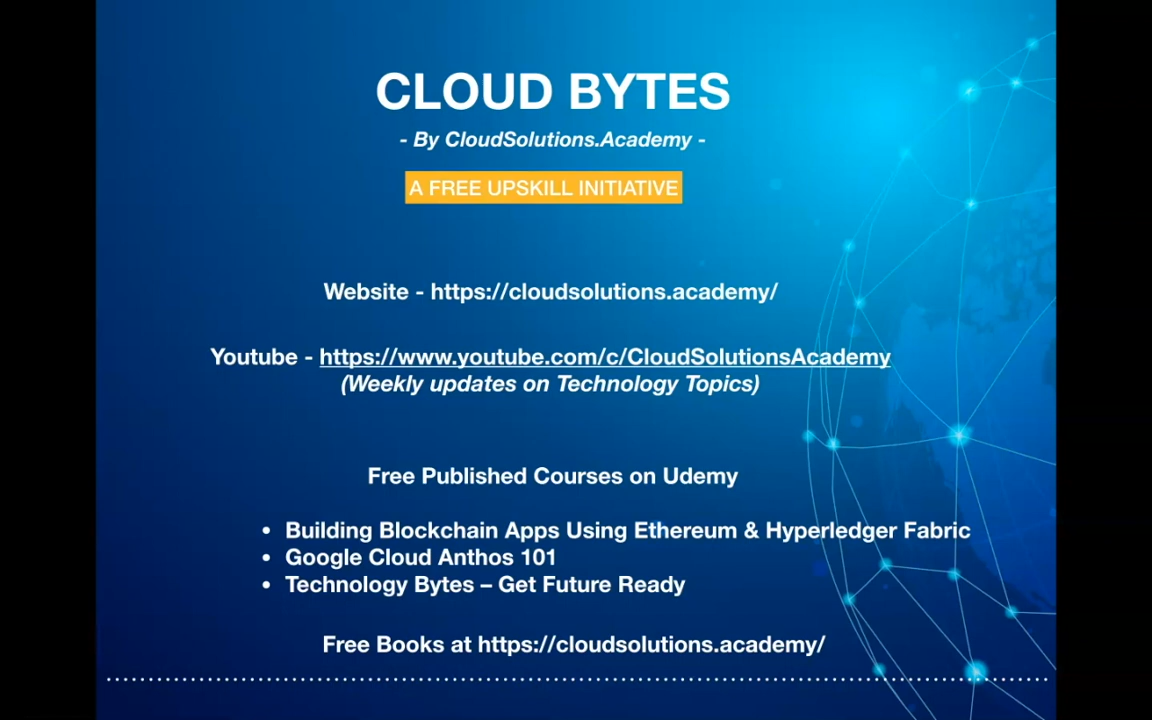 CLOUD BYTES
- By CloudSolutions.Academy -
A FREE UPSKILL INITIATIVE
Website - https://cloudsolutions.academy/
Youtube - https://www.youtube.com/c/CloudSolutionsAcademy
(Weekly updates on Technology Topics)
Free Published Courses on Udemy
• Building Blockchain Apps Using Ethereum & Hyperledger Fabric
• Google Cloud Anthos 101
• Technology Bytes – Get Future Ready
Free Books at https://cloudsolutions.academy/